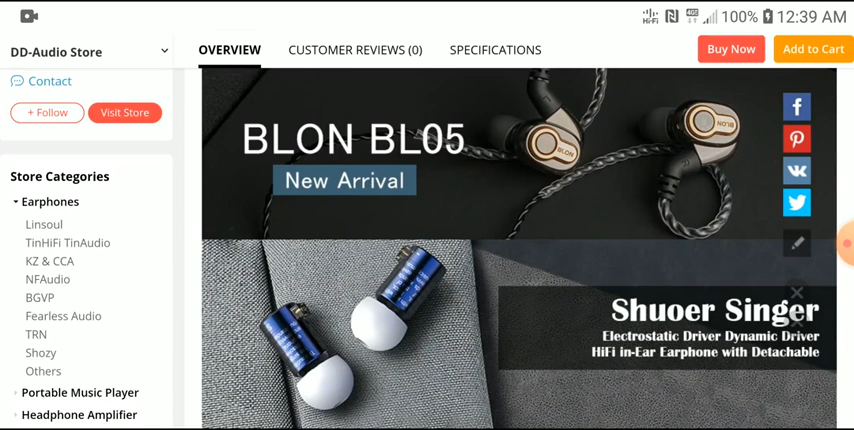 HiFi
4GE
100%
12:39 AM
DD-Audio Store
OVERVIEW
CUSTOMER REVIEWS (0)
SPECIFICATIONS
Buy Now
Add to Cart
Contact
+ Follow
Visit Store
Store Categories
Earphones
Linsoul
TinHiFi TinAudio
KZ & CCA
NFAudio
BGVP
Fearless Audio
TRN
Shozy
Others
Portable Music Player
Headphone Amplifier
BLON BL05
New Arrival
BLON
BLON
Shuoer Singer
Electrostatic Driver Dynamic Driver
HiFi in-Ear Earphone with Detachable